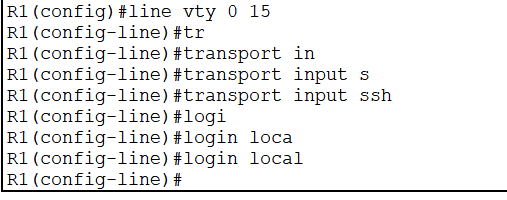 R1(config)#line vty 0 15
R1(config-line)#tr
R1(config-line)#transport in
R1(config-line)#transport input s
R1(config-line)#transport input ssh
R1(config-line)#logi
R1(config-line)#login loca
R1(config-line)#login local
R1(config-line)#